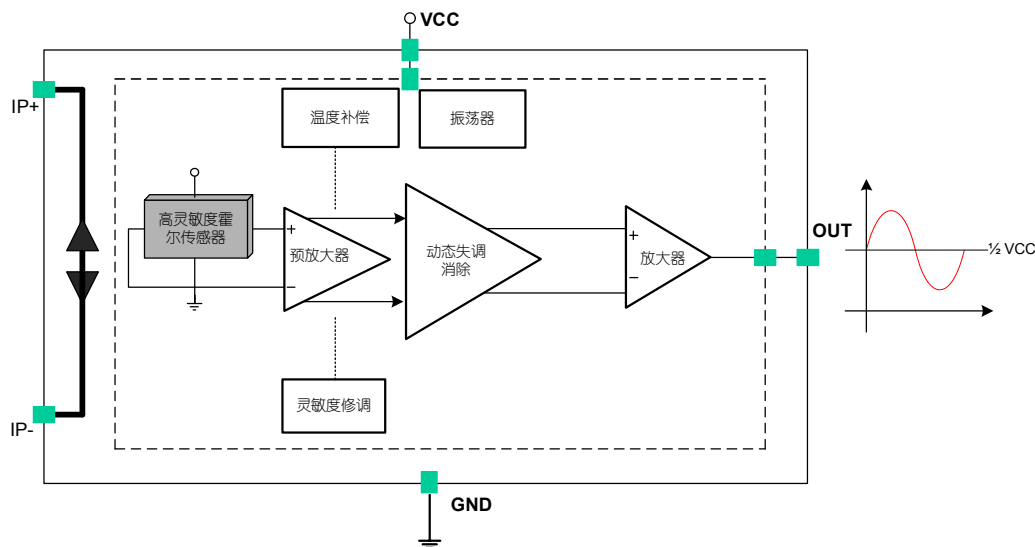 VCC
IP+
温度补偿
振荡器
高灵敏度霍
尔传感器
+
预放大器
−
动态失调
消除
+
放大器
−
OUT
½ VCC
灵敏度修调
IP-
GND